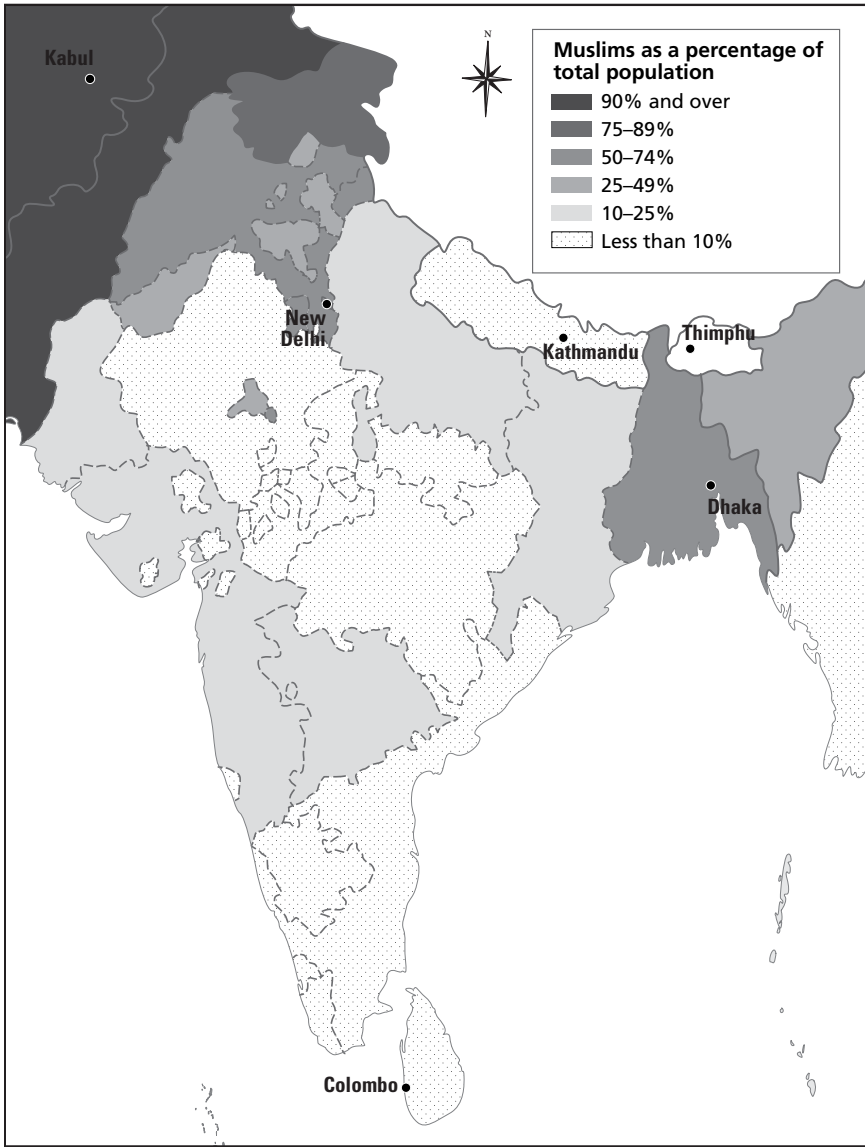 Kabul
N
Muslims as a percentage of
total population
90% and over
75–89%
50–74%
25–49%
10–25%
Less than 10%
New
Delhi
Kathmandu
Thimphu
Dhaka
Colombo